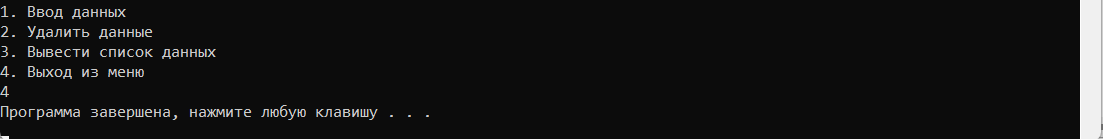 1. Ввод данных
2. Удалить данные
3. Вывести список данных
4. Выход из меню
4
Программа завершена, нажмите любую клавишу . . .